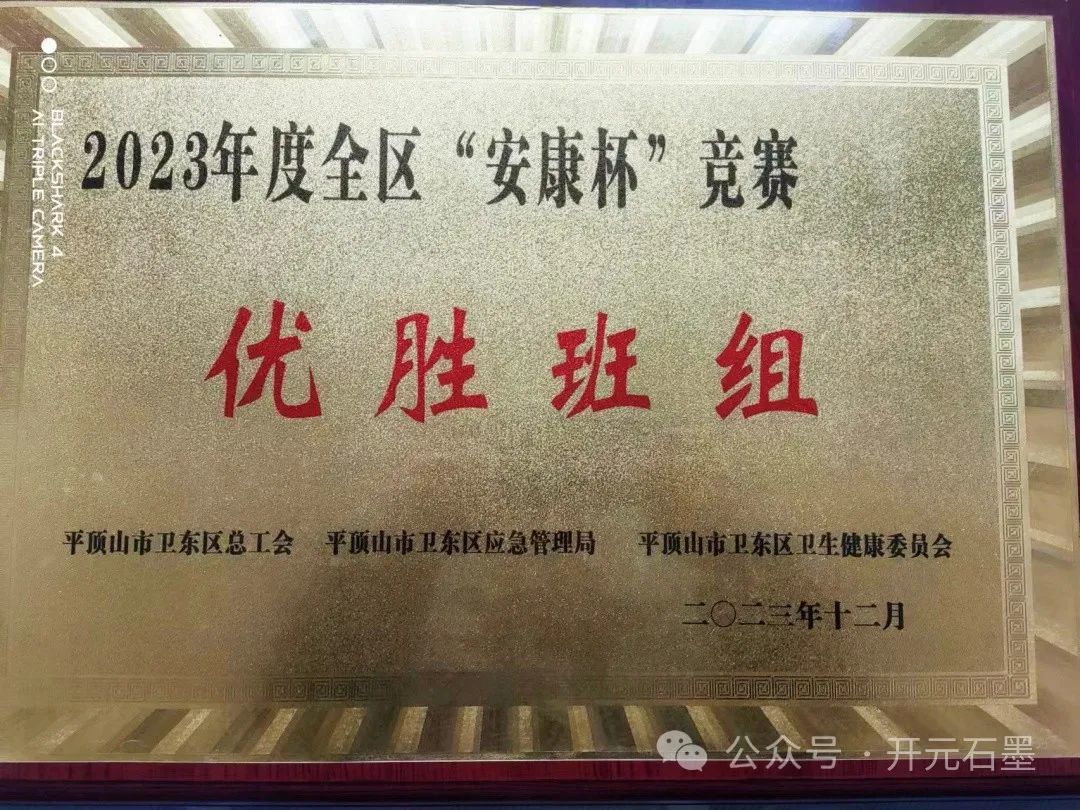 2023年度全区“安康杯”竞赛
优胜班组
平顶山市卫东区总工会 平顶山市卫东区应急管理局 平顶山市卫东区卫生健康委员会
二〇二三年十二月
BLACKSHARK 4
AI TRIPLE CAMERA
公众号·开元石墨